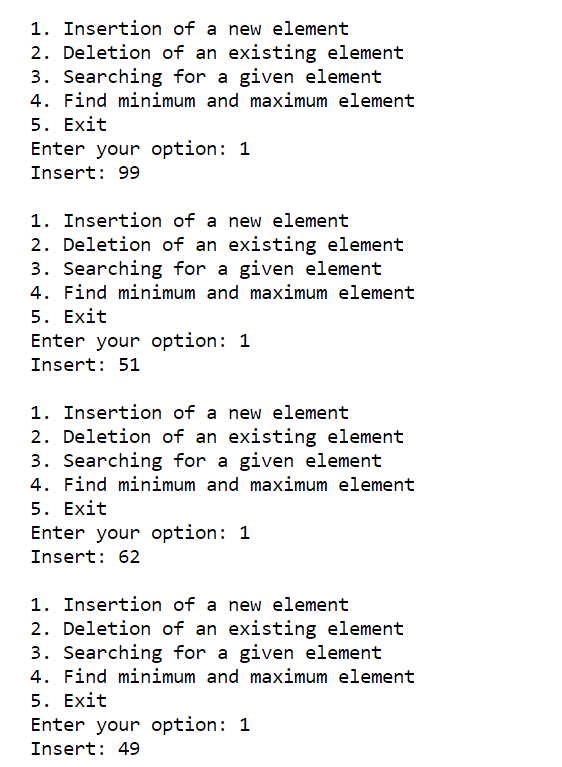 1. Insertion of a new element
2. Deletion of an existing element
3. Searching for a given element
4. Find minimum and maximum element
5. Exit
Enter your option: 1
Insert: 99
1. Insertion of a new element
2. Deletion of an existing element
3. Searching for a given element
4. Find minimum and maximum element
5. Exit
Enter your option: 1
Insert: 51
1. Insertion of a new element
2. Deletion of an existing element
3. Searching for a given element
4. Find minimum and maximum element
5. Exit
Enter your option: 1
Insert: 62
1. Insertion of a new element
2. Deletion of an existing element
3. Searching for a given element
4. Find minimum and maximum element
5. Exit
Enter your option: 1
Insert: 49